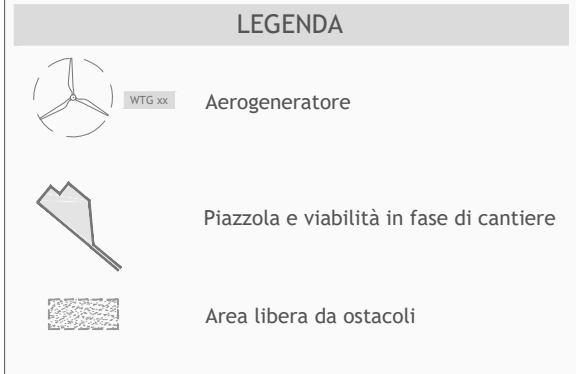 LEGENDA
WTG xx
Aerogeneratore
Piazzola e viabilità in fase di cantiere
Area libera da ostacoli